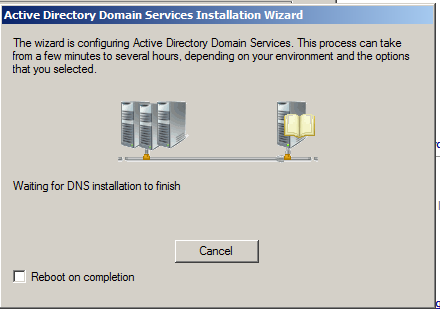 Active Directory Domain Services Installation Wizard
The wizard is configuring Active Directory Domain Services. This process can take
from a few minutes to several hours, depending on your environment and the options
that you selected.
Waiting for DNS installation to finish
Cancel
Reboot on completion